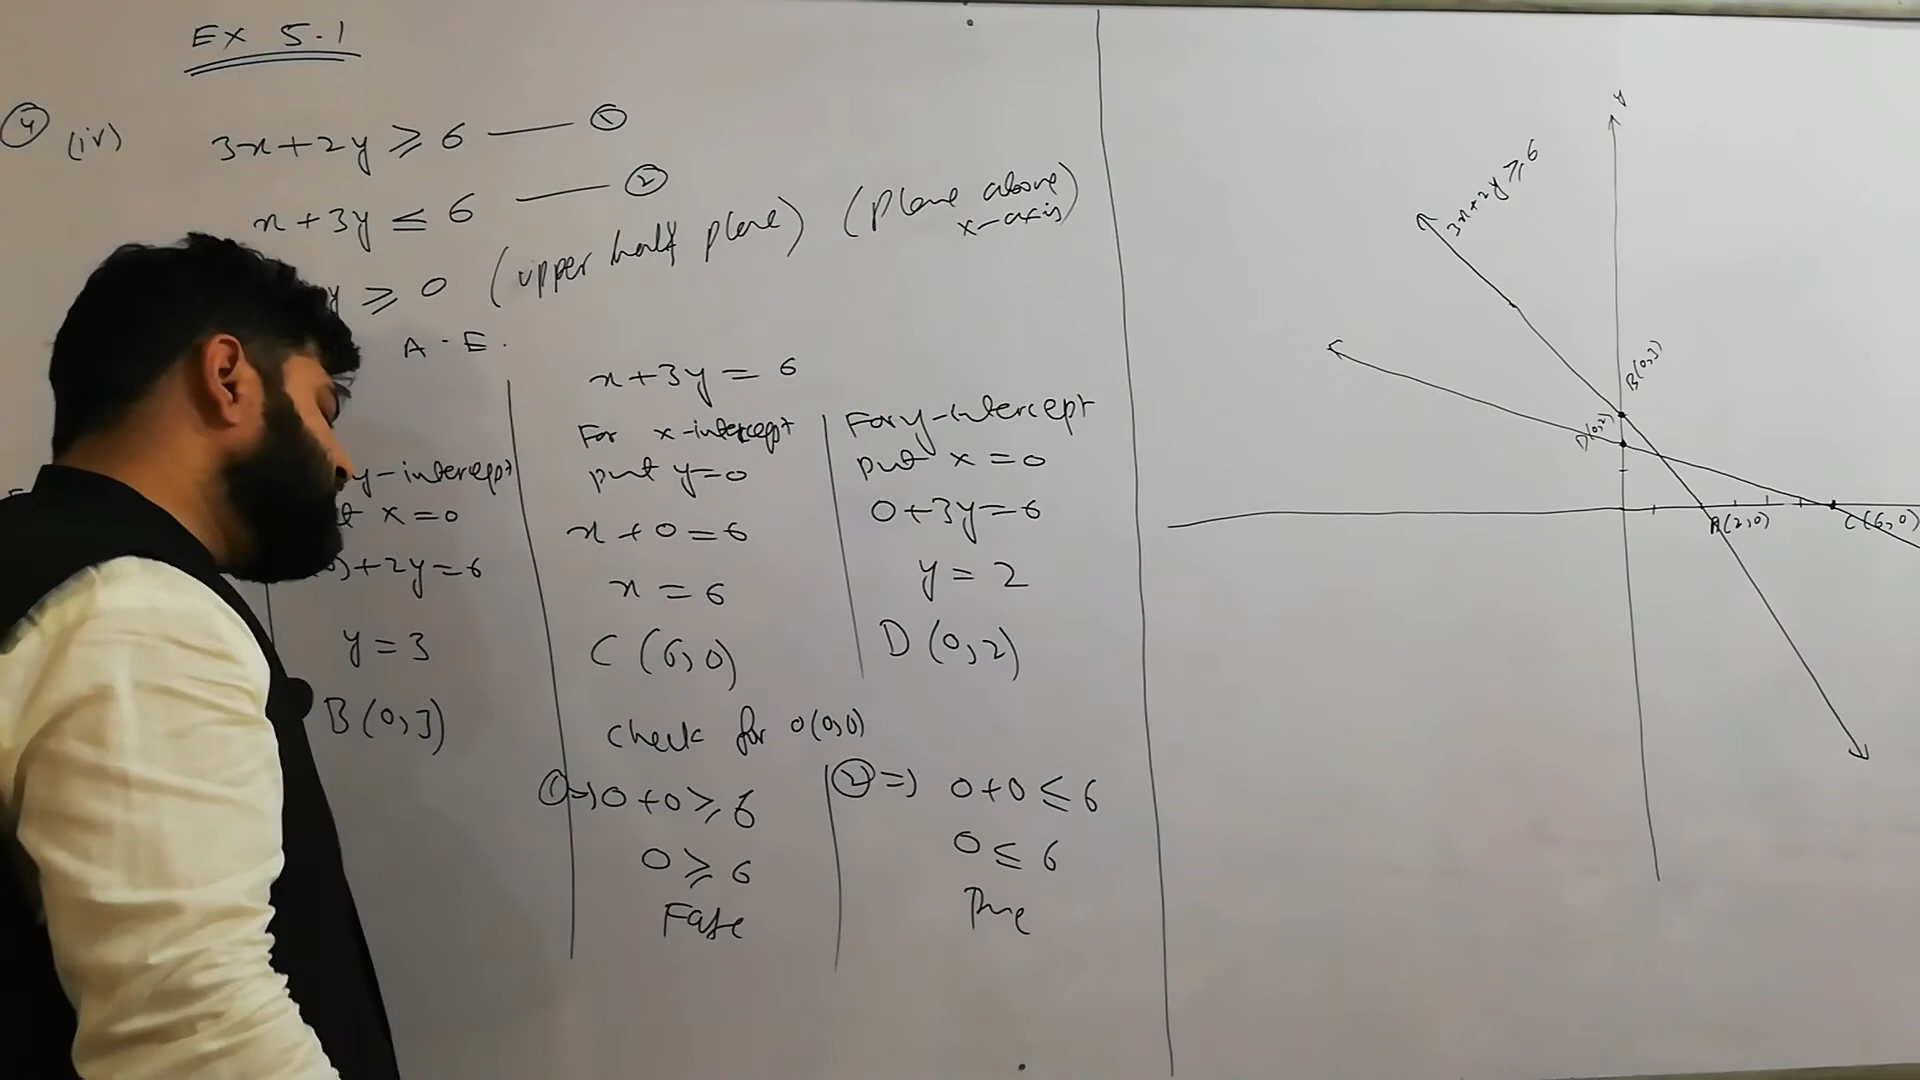 Ex 5.1
④ (iv) 3x+2y ≥ 6 —— ①
x+3y ≤ 6 —— ②
y ≥ 0 (upper half plane) (plane above x-axis)
A.E.
y-intercept
x=0
+2y=6
y=3
B(0,3)
x+3y=6
For x-intercept
put y=0
x+0=6
x=6
C(6,0)
For y-intercept
put x=0
0+3y=6
y=2
D(0,2)
check for O(0,0)
①=) 0+0≥6
0≥6
False
②=) 0+0≤6
0≤6
True
3x+2y≥6
B(0,3)
D(0,2)
A(2,0)
C(6,0)